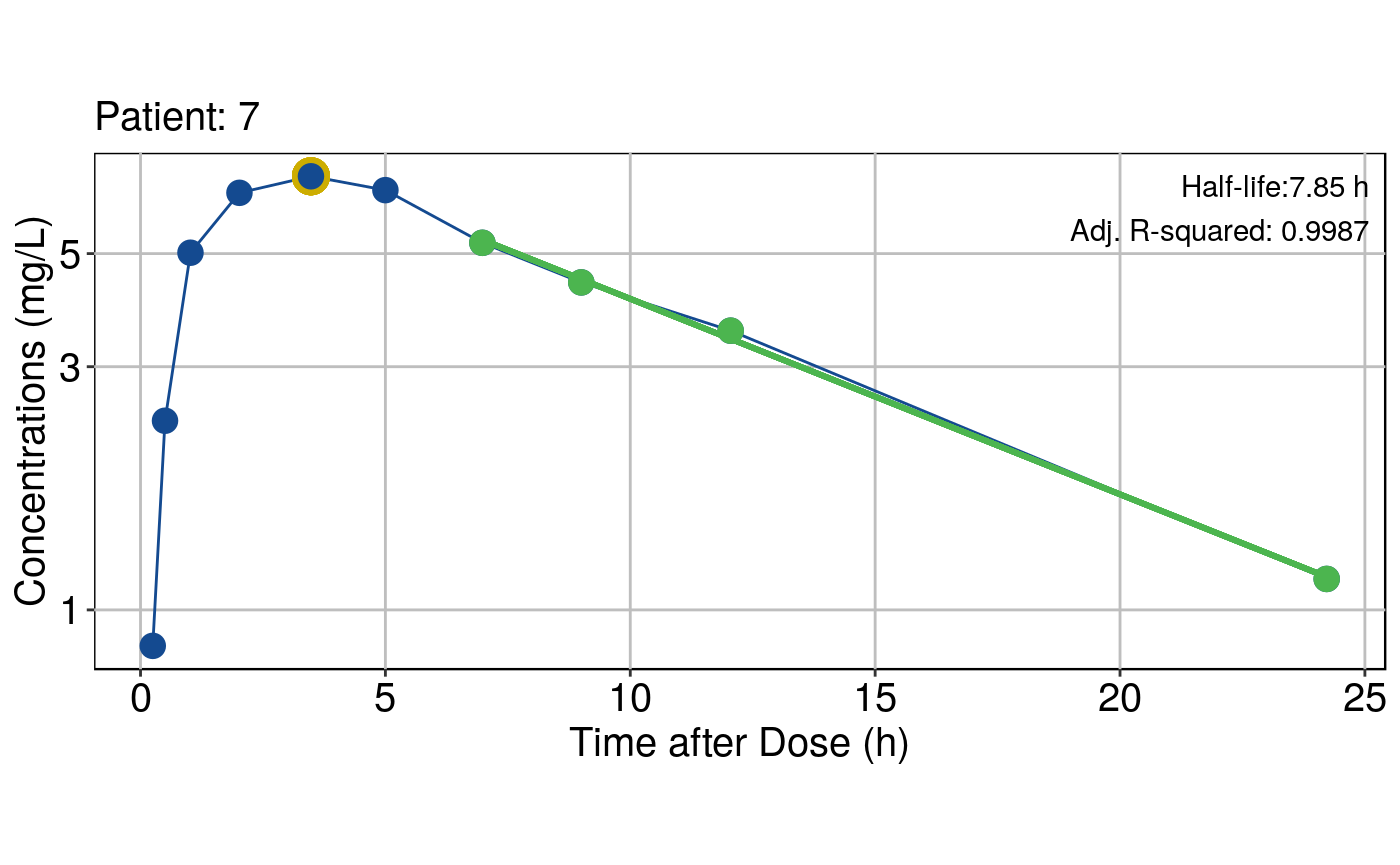 Patient: 7
Half-life:7.85 h
Adj. R-squared: 0.9987
Concentrations (mg/L)
5
3
1
0 5 10 15 20 25
Time after Dose (h)